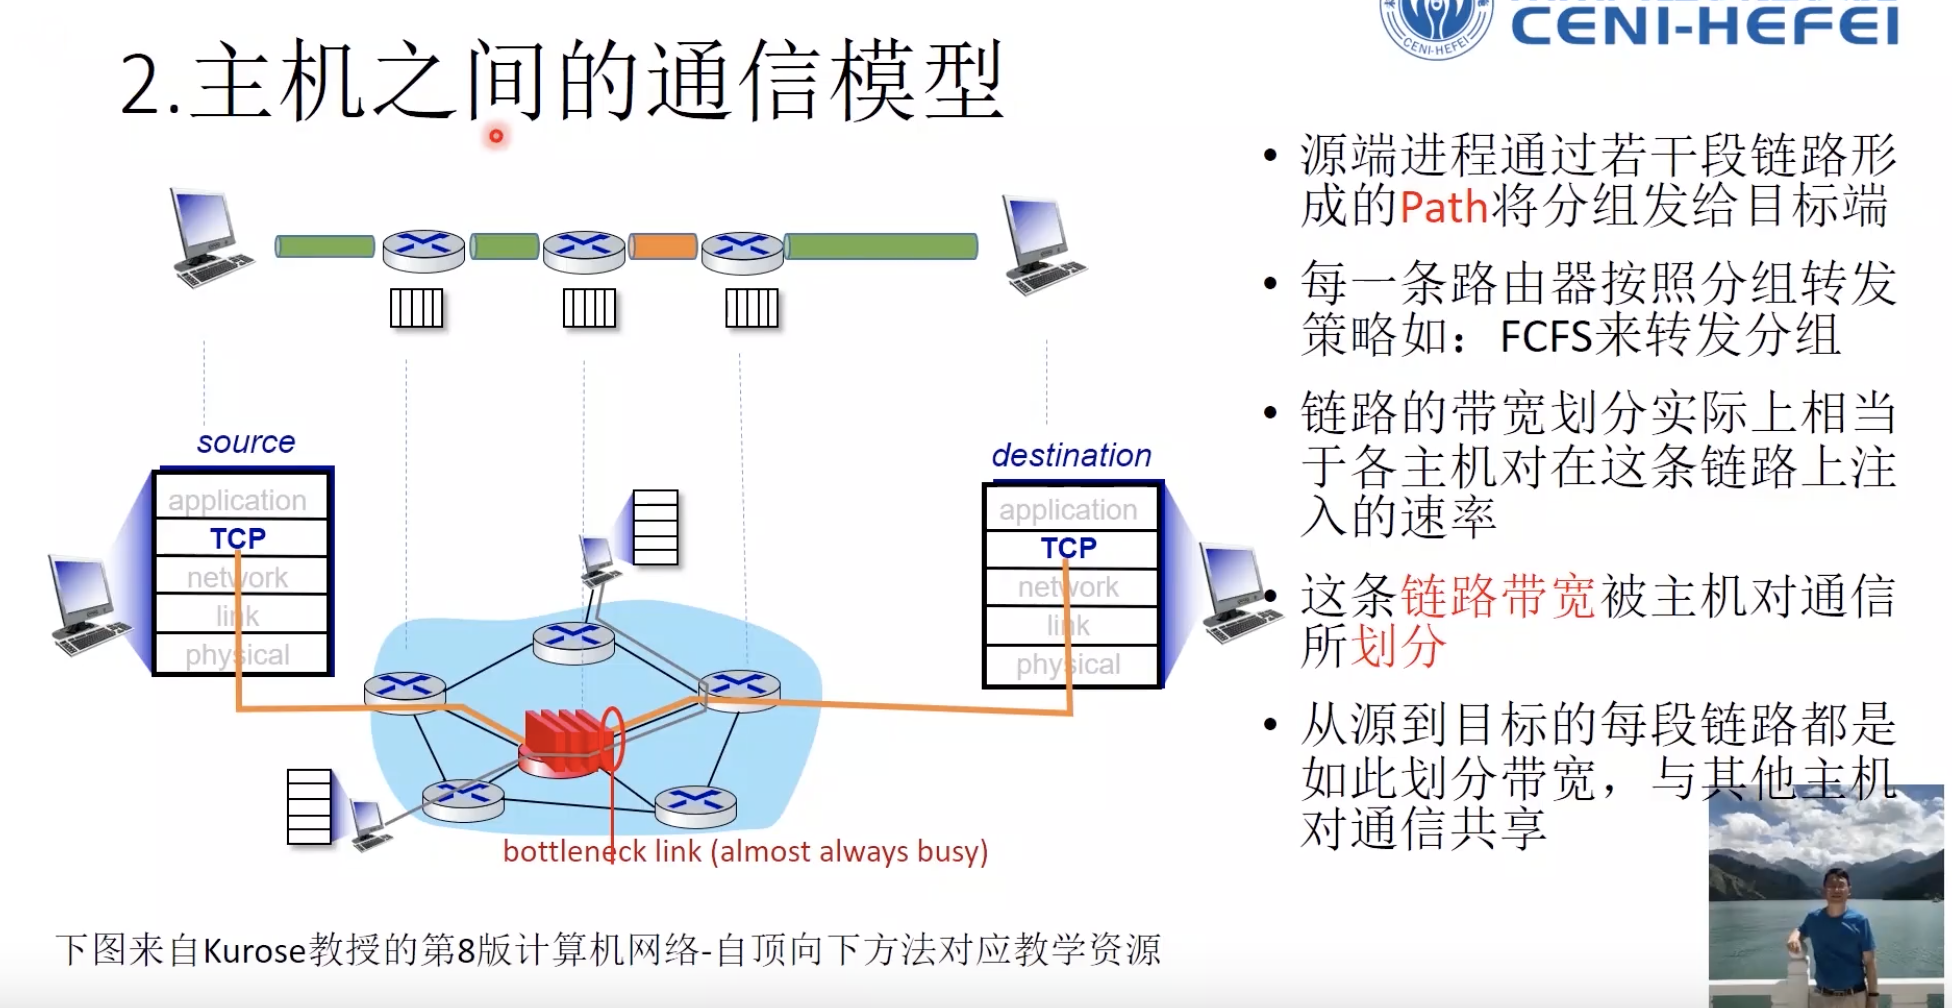 CENI-HEFEI
CENI-HEFEI
2.主机之间的通信模型
source
application
TCP
network
link
physical
destination
application
TCP
network
link
physical
bottleneck link (almost always busy)
下图来自Kurose教授的第8版计算机网络-自顶向下方法对应教学资源
• 源端进程通过若干段链路形
成的Path将分组发给目标端
• 每一条路由器按照分组转发
策略如：FCFS来转发分组
• 链路的带宽划分实际上相当
于各主机对在这条链路上注
入的速率
• 这条链路带宽被主机对通信
所划分
• 从源到目标的每段链路都是
如此划分带宽，与其他主机
对通信共享